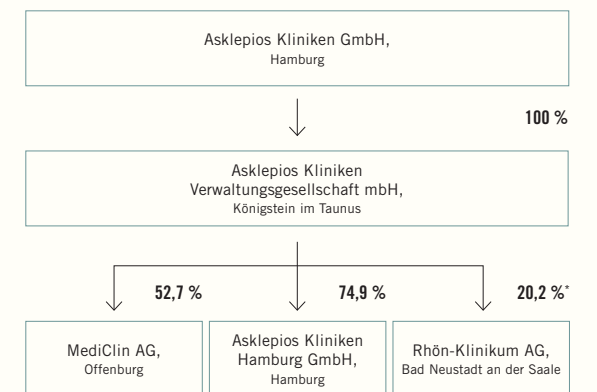 Asklepios Kliniken GmbH,
Hamburg
100 %
Asklepios Kliniken
Verwaltungsgesellschaft mbH,
Königstein im Taunus
52,7 %
74,9 %
20,2 %*
MediClin AG,
Offenburg
Asklepios Kliniken
Hamburg GmbH,
Hamburg
Rhön-Klinikum AG,
Bad Neustadt an der Saale